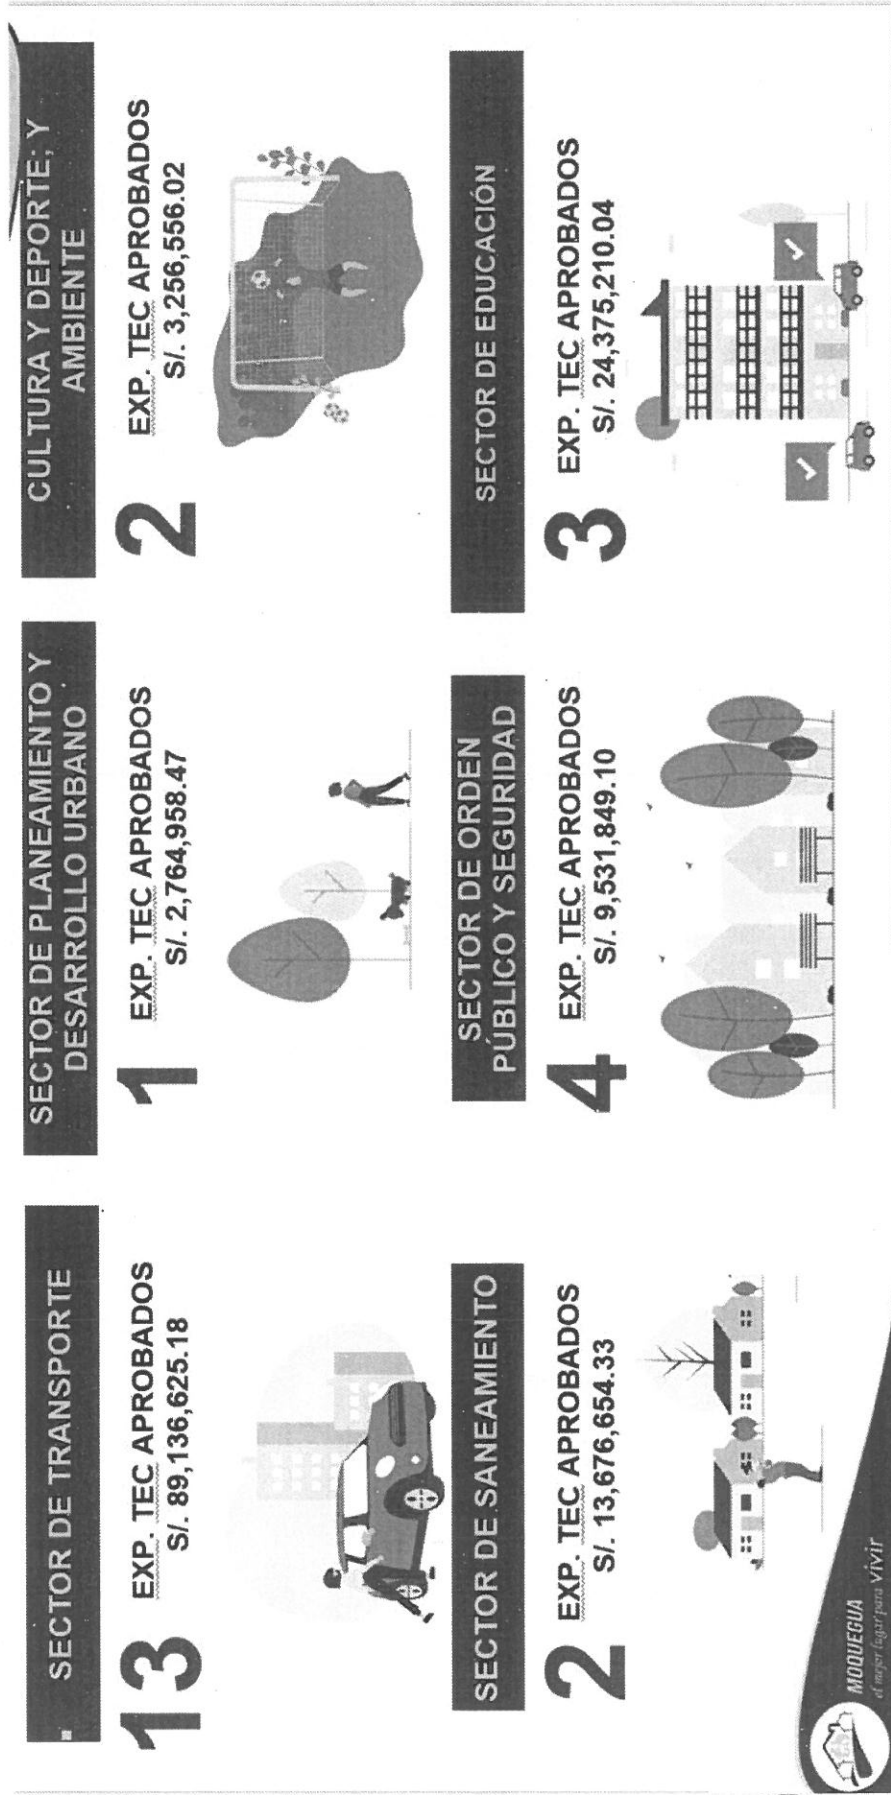 SECTOR DE TRANSPORTE
13
EXP. TEC APROBADOS
S/. 89,136,625.18
SECTOR DE PLANEAMIENTO Y
DESARROLLO URBANO
1
EXP. TEC APROBADOS
S/. 2,764,958.47
CULTURA Y DEPORTE; Y
AMBIENTE
2
EXP. TEC APROBADOS
S/. 3,256,556.02
SECTOR DE SANEAMIENTO
2
EXP. TEC APROBADOS
S/. 13,676,654.33
SECTOR DE ORDEN
PÚBLICO Y SEGURIDAD
4
EXP. TEC APROBADOS
S/. 9,531,849.10
SECTOR DE EDUCACIÓN
3
EXP. TEC APROBADOS
S/. 24,375,210.04
MOQUEGUA
el mejor lugar para vivir